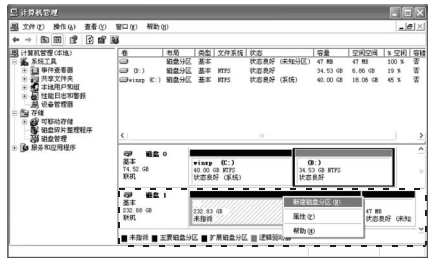 计算机管理
文件(F) 操作(A) 查看(V) 窗口(W) 帮助(H)
计算机管理(本地)
系统工具
事件查看器
共享文件夹
本地用户和组
性能日志和警报
设备管理器
存储
可移动存储
磁盘碎片整理程序
磁盘管理
服务和应用程序
卷 布局 类型 文件系统 状态 容量 空闲空间 % 空闲 容错
磁盘分区 基本 状态良好 (未知分区) 47 MB 47 MB 100 % 否
(D:) 磁盘分区 基本 NTFS 状态良好 34.53 GB 6.86 GB 19 % 否
winxp (C:) 磁盘分区 基本 NTFS 状态良好 (系统) 40.00 GB 18.06 GB 45 % 否
磁盘 0
基本
74.52 GB
联机
winxp (C:)
40.00 GB NTFS
状态良好 (系统)
(D:)
34.53 GB NTFS
状态良好
磁盘 1
基本
232.88 GB
联机
232.83 GB
未指派
47 MB
状态良好 (未知
新建磁盘分区(N)
属性(P)
帮助(H)
未指派 主要磁盘分区 扩展磁盘分区 逻辑驱动器